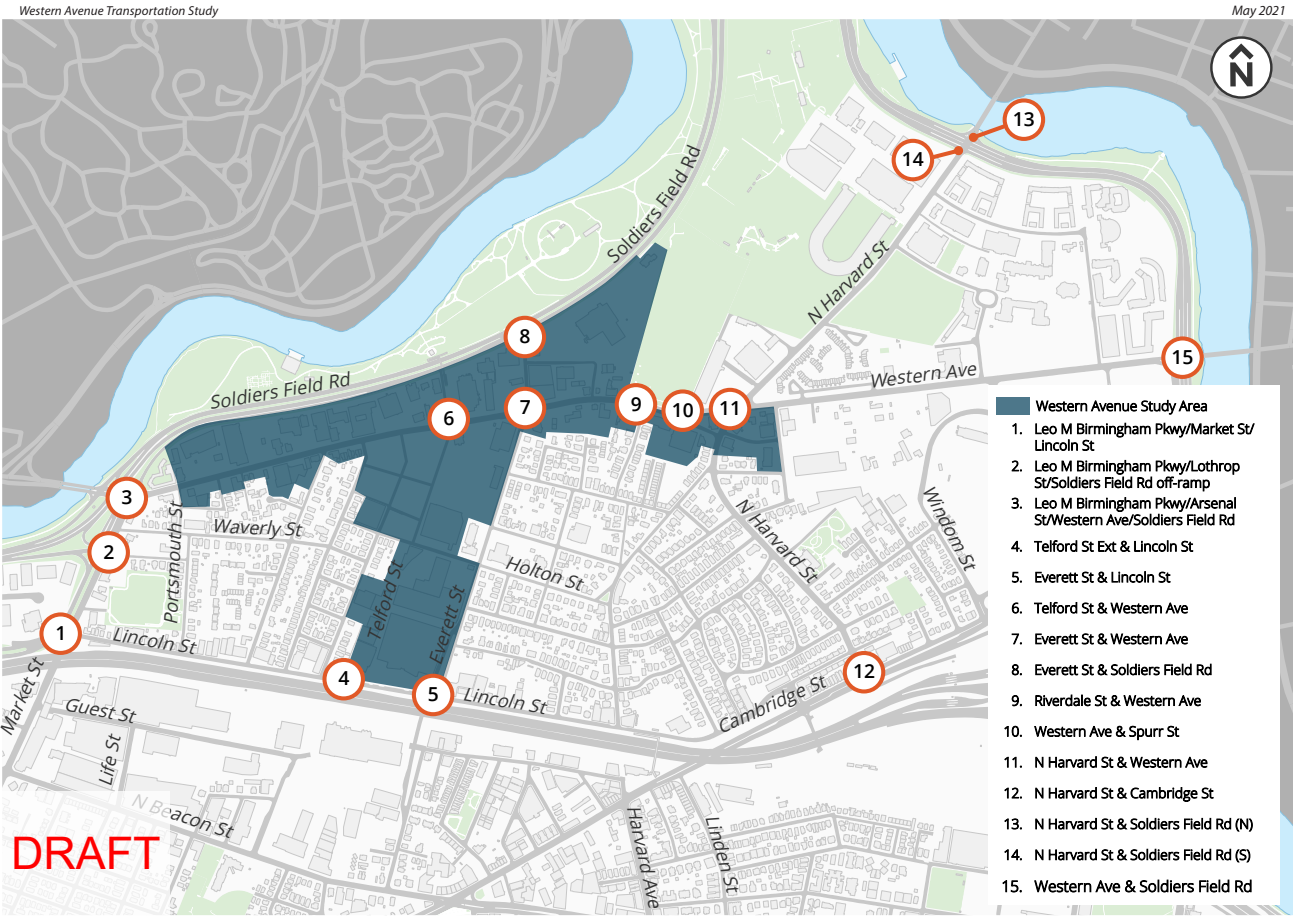 Western Avenue Transportation Study
May 2021
N
13
14
Soldiers Field Rd
N Harvard St
8
15
Soldiers Field Rd
Western Ave
6
7
9
10
11
3
Portsmouth St
Waverly St
2
Holton St
N Harvard St
Windom St
Telford St
Everett St
1
Lincoln St
4
5
Lincoln St
12
Cambridge St
Market St
Guest St
Life St
N Beacon St
Harvard Ave
Linden St
DRAFT
Western Avenue Study Area
1. Leo M Birmingham Pkwy/Market St/
Lincoln St
2. Leo M Birmingham Pkwy/Lothrop
St/Soldiers Field Rd off-ramp
3. Leo M Birmingham Pkwy/Arsenal
St/Western Ave/Soldiers Field Rd
4. Telford St Ext & Lincoln St
5. Everett St & Lincoln St
6. Telford St & Western Ave
7. Everett St & Western Ave
8. Everett St & Soldiers Field Rd
9. Riverdale St & Western Ave
10. Western Ave & Spurr St
11. N Harvard St & Western Ave
12. N Harvard St & Cambridge St
13. N Harvard St & Soldiers Field Rd (N)
14. N Harvard St & Soldiers Field Rd (S)
15. Western Ave & Soldiers Field Rd